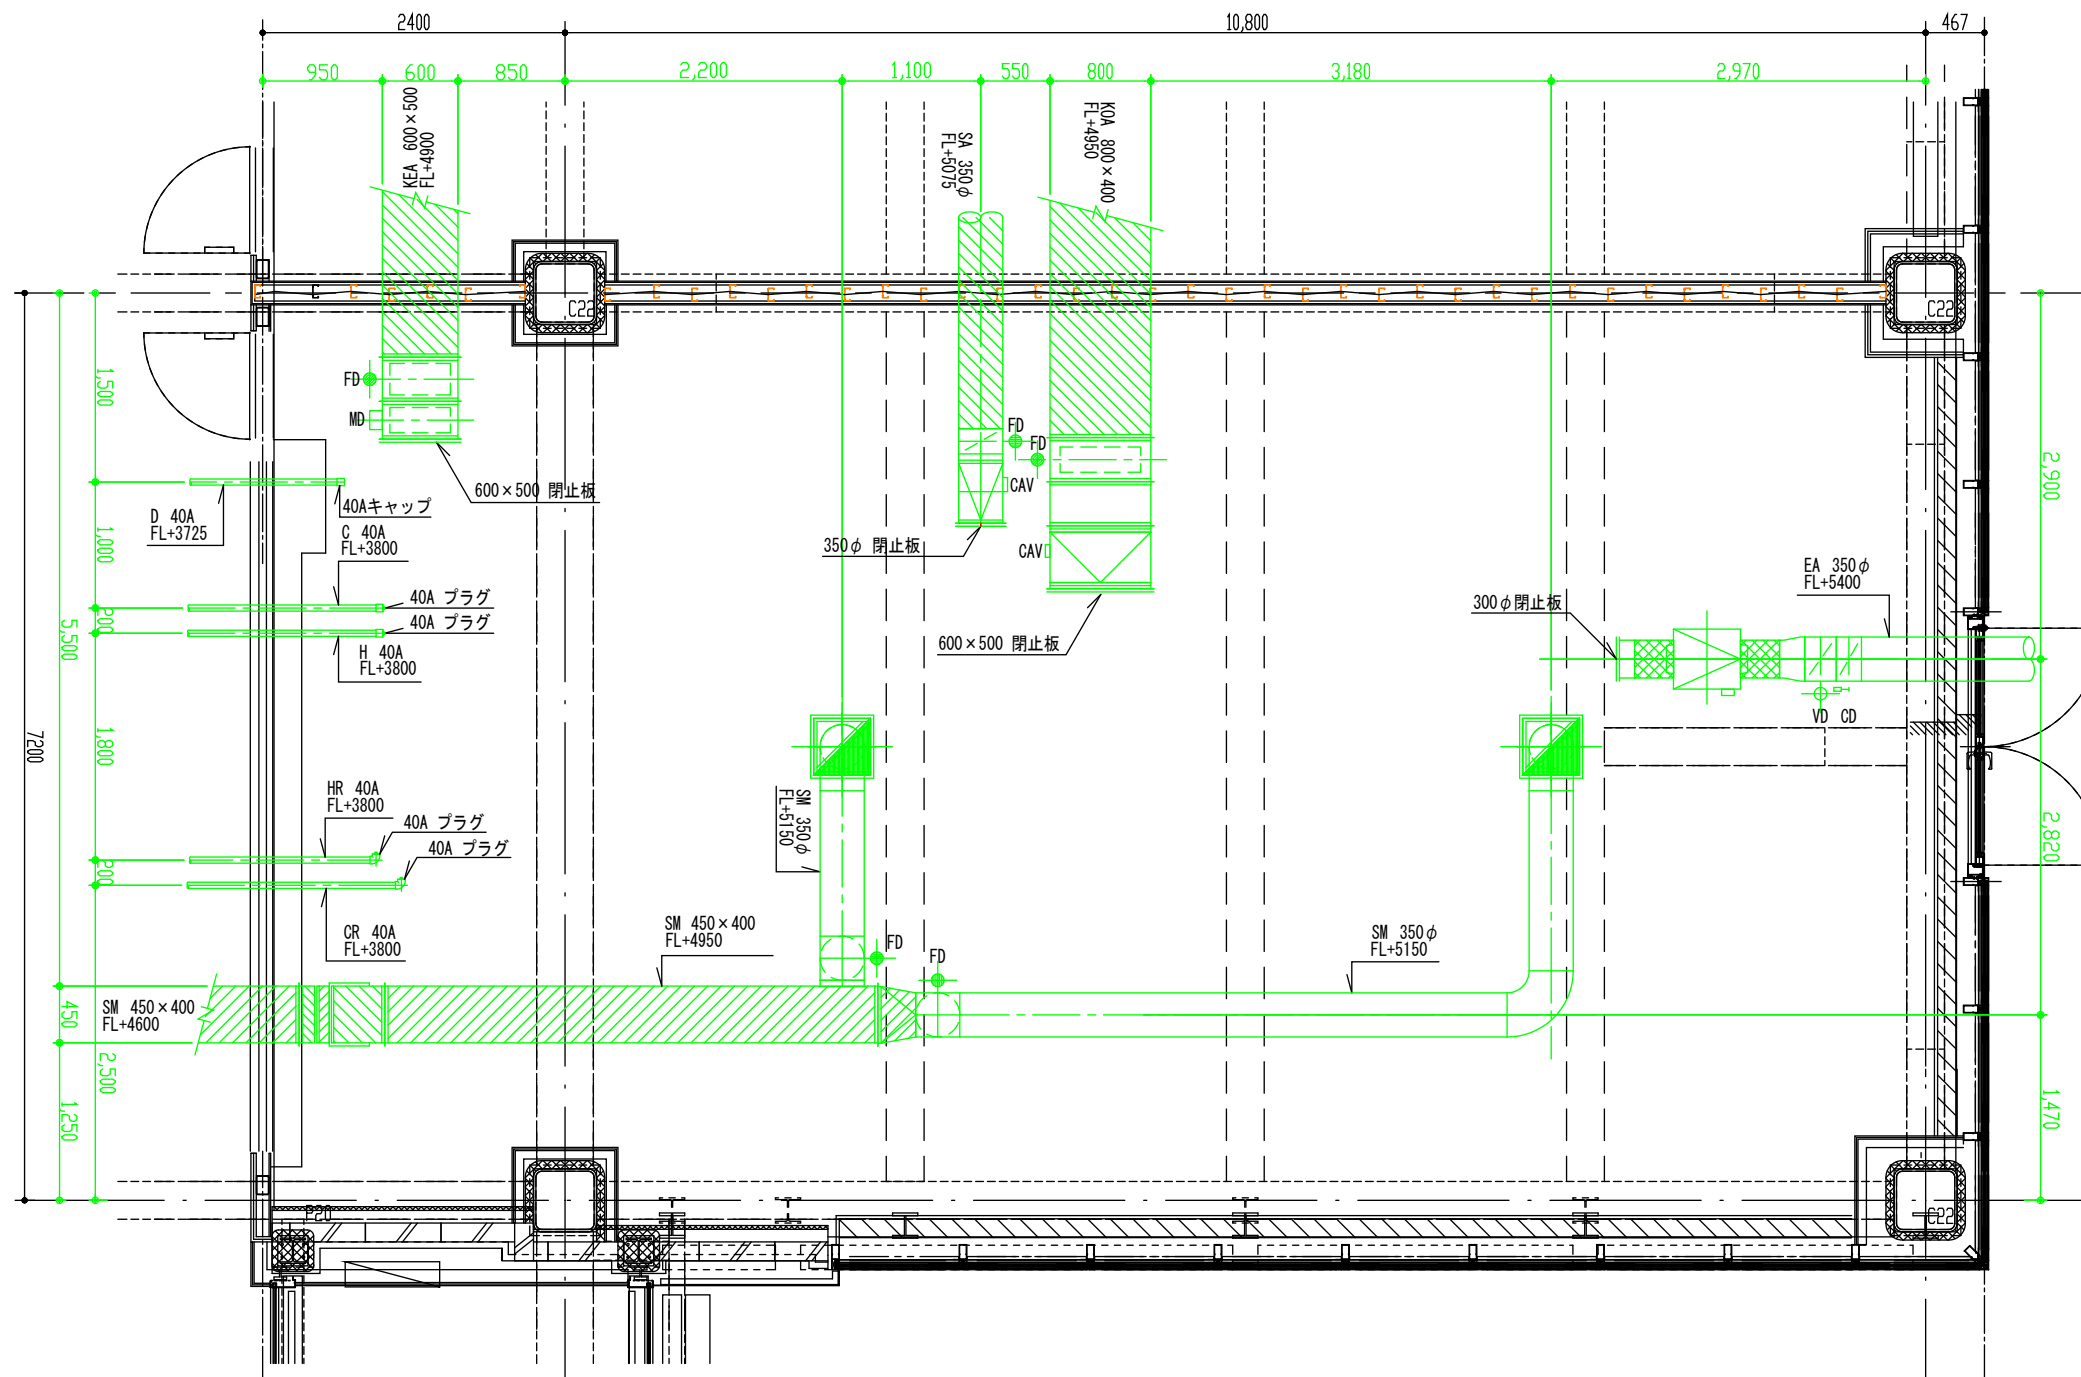 2400
10,800
467
950
600
850
2,200
1,100
550
800
3,180
2,970
KEA 600×500
FL+4900
SA 350φ
FL+5075
KOA 800×400
FL+4950
C22
C22
FD
MD
FD
FD
CAV
CAV
600×500 閉止板
350φ 閉止板
600×500 閉止板
300φ閉止板
EA 350φ
FL+5400
VD CD
D 40A
FL+3725
40Aキャップ
C 40A
FL+3800
40A プラグ
40A プラグ
H 40A
FL+3800
HR 40A
FL+3800
40A プラグ
40A プラグ
CR 40A
FL+3800
SM 350φ
FL+5150
SM 450×400
FL+4950
FD
FD
SM 350φ
FL+5150
SM 450×400
FL+4600
1,500
1,000
200
1,800
200
2,500
5,500
450
1,250
7200
2,900
2,820
1,470
P20
C22